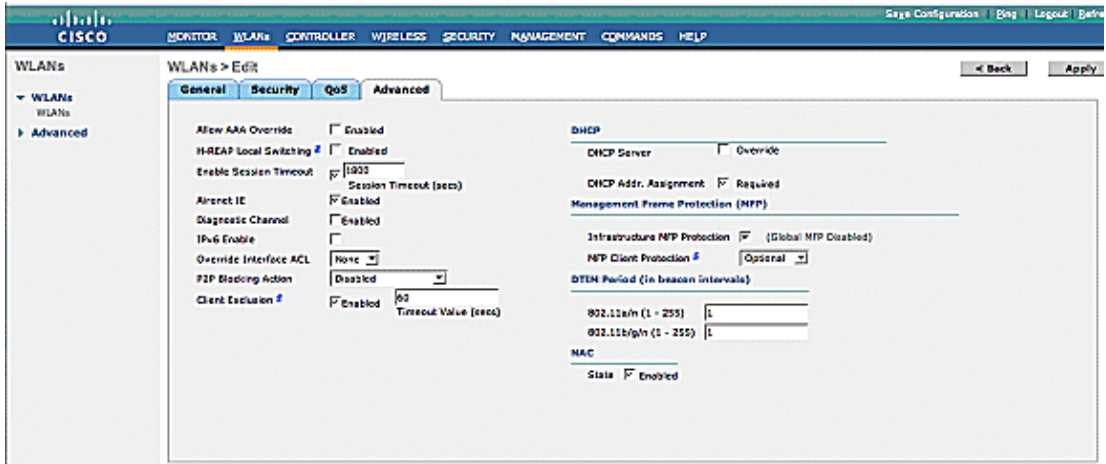 Save Configuration | Ping | Logout | Refre
CISCO
MONITOR WLANs CONTROLLER WIRELESS SECURITY MANAGEMENT COMMANDS HELP
WLANs
WLANs
WLANs
Advanced
WLANs > Edit
< Back
Apply
General Security QoS Advanced
Allow AAA Override Enabled
H-REAP Local Switching 2 Enabled
Enable Session Timeout 1800
Session Timeout (secs)
Aironet IE Enabled
Diagnostic Channel Enabled
IPv6 Enable
Override Interface ACL None
P2P Blocking Action Disabled
Client Exclusion Enabled 60
Timeout Value (secs)
DHCP
DHCP Server Override
DHCP Addr. Assignment Required
Management Frame Protection (MFP)
Infrastructure MFP Protection (Global MFP Disabled)
MFP Client Protection Optional
DTIM Period (in beacon intervals)
802.11a/n (1 - 255) 1
802.11b/g/n (1 - 255) 1
NAC
State Enabled